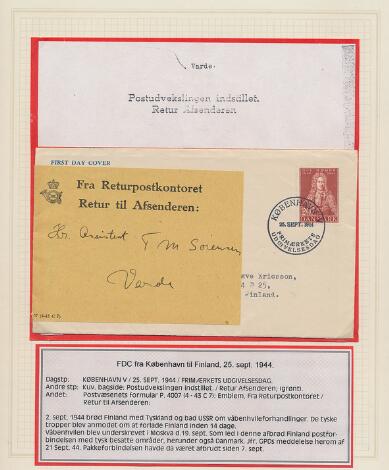 Varde.
Postudvekslingen indstillet.
Retur Afsenderen
FIRST DAY COVER
Fra Returpostkontoret
Retur til Afsenderen:
Hr. Assistent T M Sorensen
Varde
KØBENHAVN V
25. SEPT. 1944
FRIMÆRKETS
UDGIVELSESDAG
DANMARK
Ericsson,
25,
Finland.
FDC fra København til Finland, 25. sept. 1944.
Dagstp: KØBENHAVN V / 25. SEPT. 1944 / FRIMÆRKETS UDGIVELSESDAG.
Andre stp: Kuv. bagside: Postudvekslingen indstillet. / Retur Afsenderen; (grønt).
Andet: Postvæsenets formular P. 4007 (4 - 43 C 7): Emblem. Fra Returpostkontoret /
Retur til Afsenderen.
2. sept. 1944 brød Finland med Tyskland og bad USSR om våbenhvileforhandlinger. De tyske
tropper blev anmodet om at forlade Finland inden 14 dage.
Våbenhvilen blev underskrevet i Moskva d. 19. sept. Som led i denne afbrød Finland postfor-
bindelsen med tysk besatte områder, herunder også Danmark. Jfr. GPDs meddelelse herom af
21 Sept. 44. Pakkeforbindelsen havde da været afbrudt siden 7. sept.